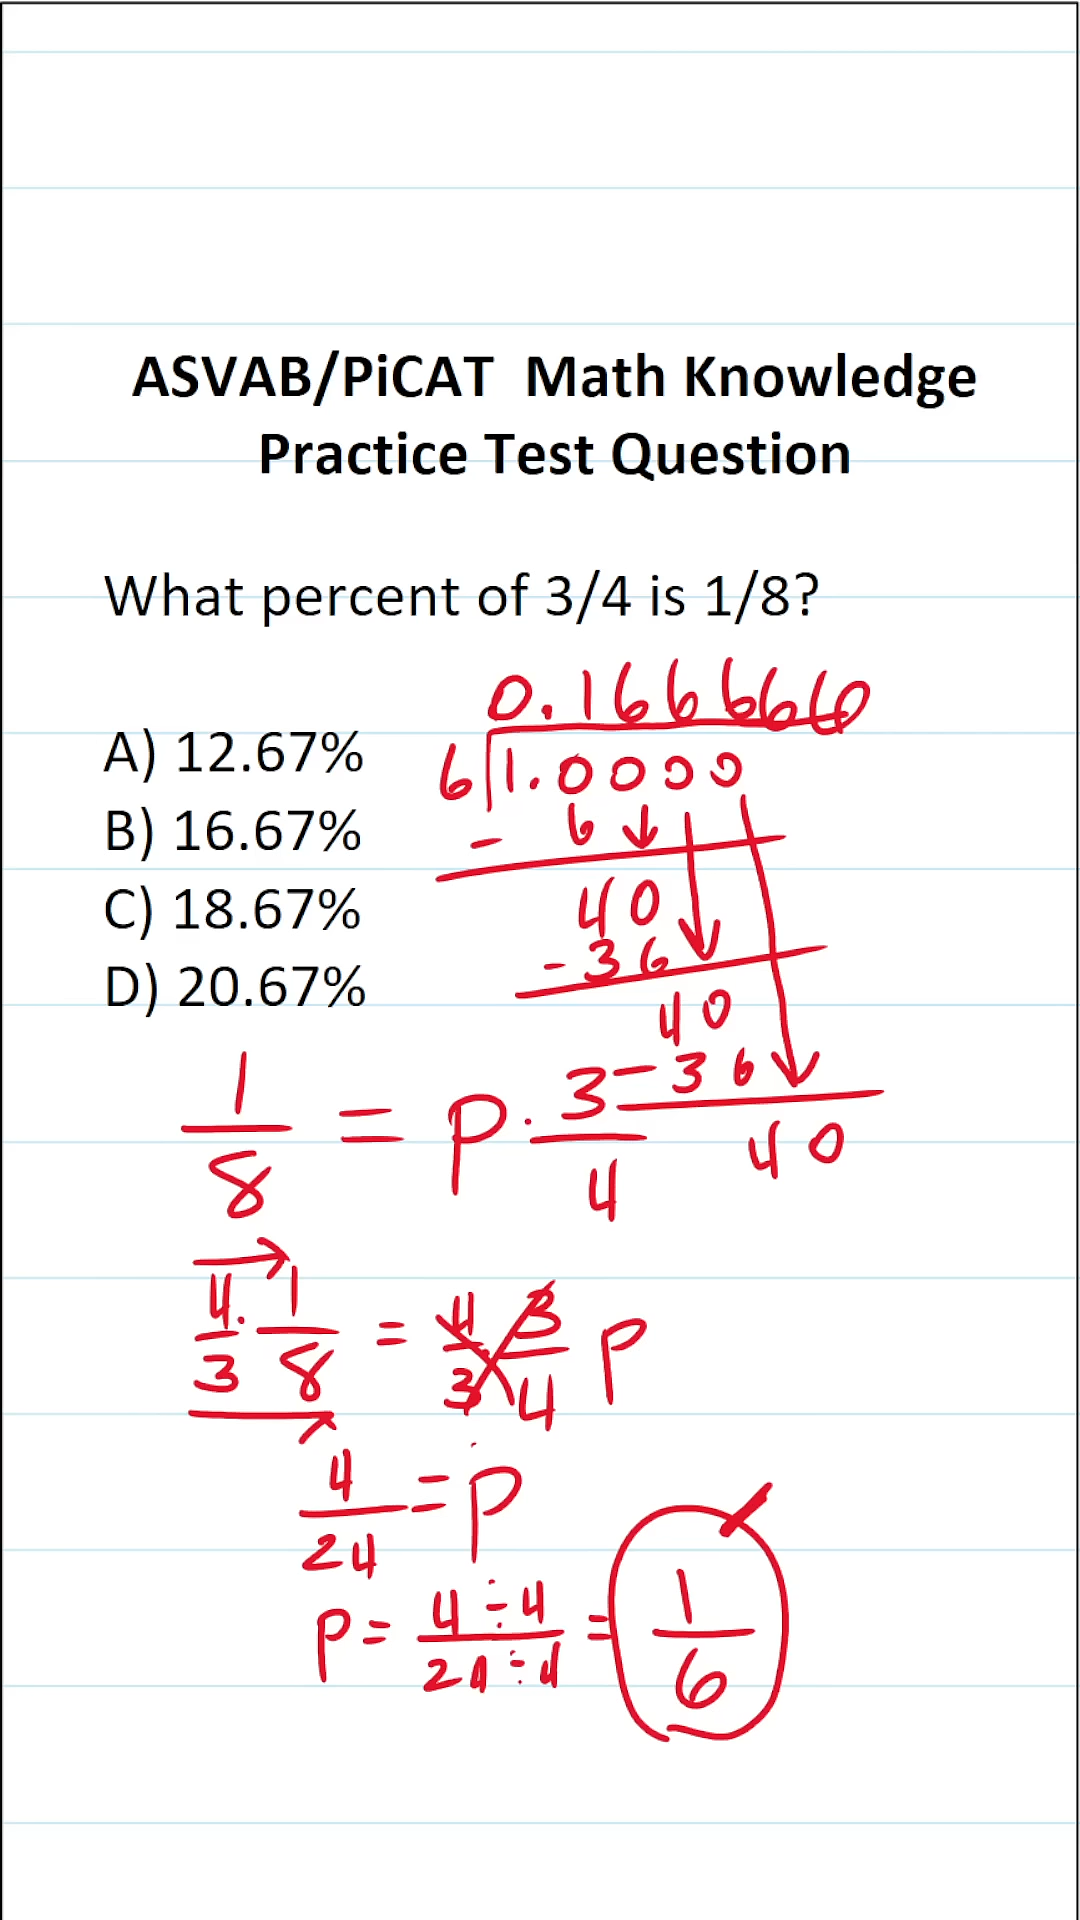 ASVAB/PiCAT Math Knowledge
Practice Test Question
What percent of 3/4 is 1/8?
A) 12.67%
B) 16.67%
C) 18.67%
D) 20.67%
0.166666
6 1.0000
- 6
40
- 36
40
- 36
40
1/8 = P · 3/4
4/3 · 1/8 = 4/3 · 3/4 P
4/24 = P
P = 4 ÷ 4 / 24 ÷ 4 = 1/6